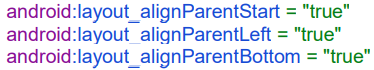 android:layout_alignParentStart = "true"
android:layout_alignParentLeft = "true"
android:layout_alignParentBottom = "true"